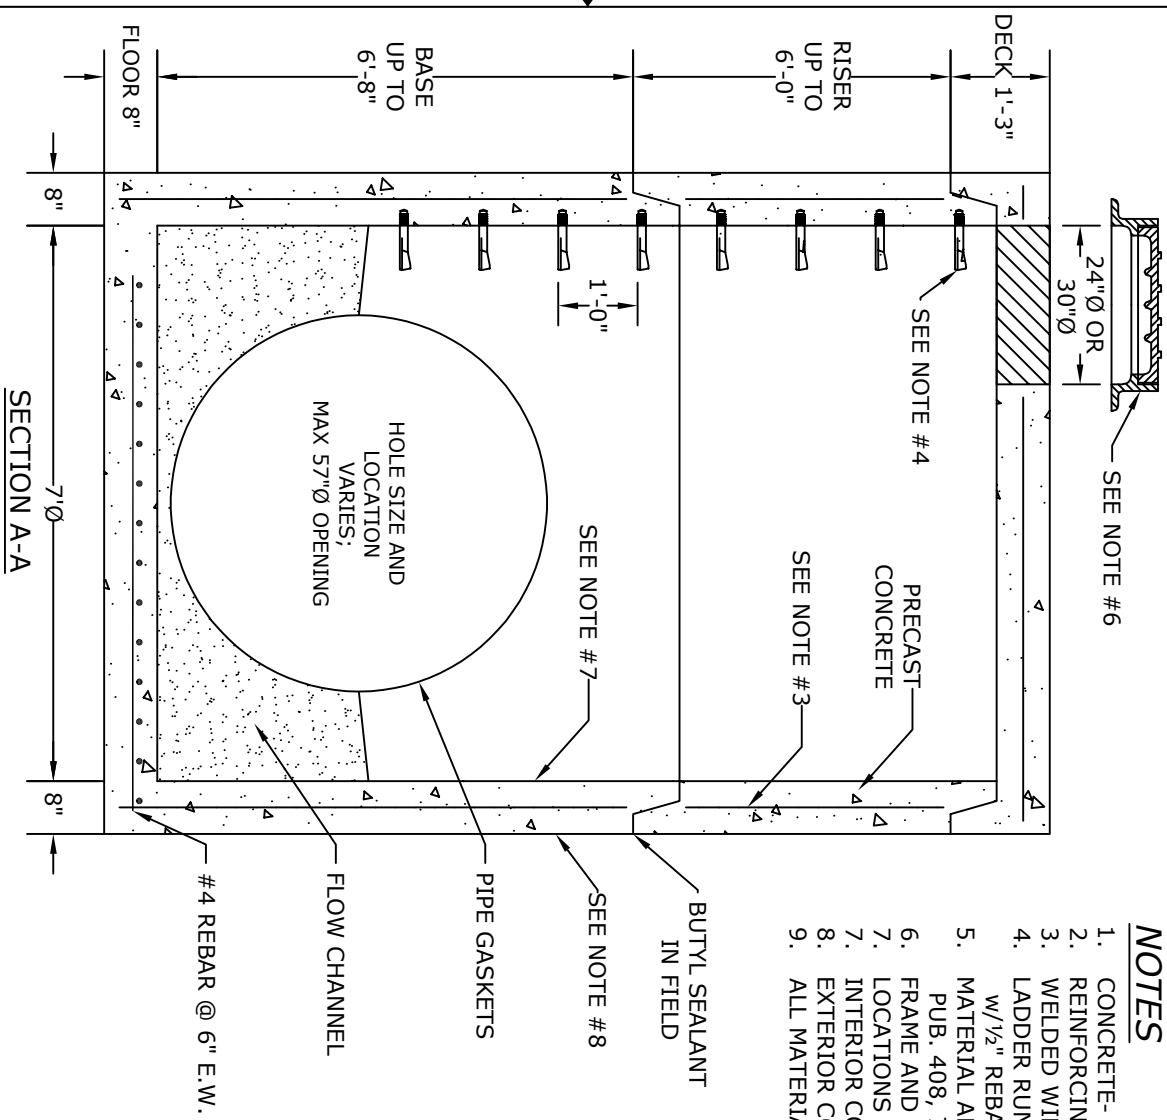 24"Ø OR
30"Ø
SEE NOTE #6
DECK 1'-3"
RISER
UP TO
6'-0"
BASE
UP TO
6'-8"
FLOOR 8"
SEE NOTE #4
1'-0"
PRECAST
CONCRETE
SEE NOTE #3
SEE NOTE #7
HOLE SIZE AND
LOCATION
VARIES;
MAX 57"Ø OPENING
BUTYL SEALANT
IN FIELD
SEE NOTE #8
PIPE GASKETS
FLOW CHANNEL
#4 REBAR @ 6" E.W.
8"
7'Ø
8"
SECTION A-A
NOTES
1. CONCRETE-
2. REINFORCIN
3. WELDED WI
4. LADDER RUN
w/½" REBA
5. MATERIAL A
PUB. 408,
6. FRAME AND
7. LOCATIONS
7. INTERIOR CO
8. EXTERIOR C
9. ALL MATERIA